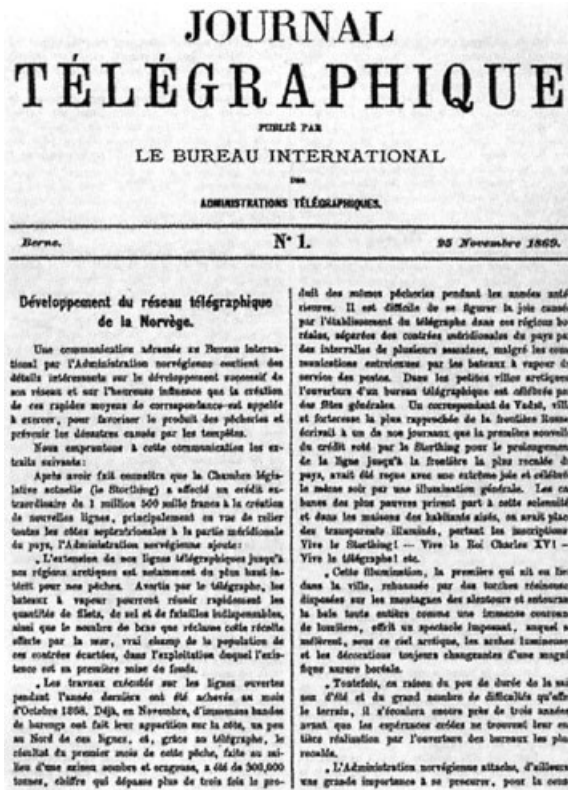 JOURNAL
TÉLÉGRAPHIQUE
PUBLIÉ PAR
LE BUREAU INTERNATIONAL
DES
ADMINISTRATIONS TÉLÉGRAPHIQUES.
Berne.
N° 1.
25 Novembre 1869.
Développement du réseau télégraphique
de la Norvège.
Une communication adressée au Bureau interna-
tional par l'Administration norvégienne contient des
détails intéressants sur le développement successif de
son réseau et sur l'heureuse influence que la création
de ces rapides moyens de correspondance est appelée
à exercer, pour favoriser le produit des pêcheries et
prévenir les désastres causés par les tempêtes.
Nous empruntons à cette communication les ex-
traits suivants:
Après avoir fait connaître que la Chambre législ-
ative actuelle (le Storthing) a affecté un crédit ex-
traordinaire de 1 million 500 mille francs à la création
de nouvelles lignes, principalement en vue de relier
toutes les côtes septentrionales à la partie méridionale
du pays, l'Administration norvégienne ajoute:
„L'extension de nos lignes télégraphiques jusqu'à
nos régions arctiques est notamment du plus haut in-
térêt pour nos pêches. Avertis par le télégraphe, les
bateaux à vapeur pourront réunir rapidement les
quantités de filets, de sel et de futailles indispensables,
ainsi que le nombre de bras que réclame cette récolte
offerte par la mer, vrai champ de la population de
ces contrées écartées, dans l'exploitation duquel l'exis-
tence est sa première mise de fonds.
„Les travaux exécutés sur les lignes ouvertes
pendant l'année dernière ont été achevés au mois
d'Octobre 1868. Déjà, en Novembre, d'immenses bandes
de harengs ont fait leur apparition sur la côte, un peu
au Nord de ces lignes, et, grâce au télégraphe, le
résultat du premier mois de cette pêche, faite au mi-
lieu d'une saison sombre et orageuse, a été de 300,000
tonnes, chiffre qui dépasse plus de trois fois le pro-
duit des mêmes pêcheries pendant les années anté-
rieures. Il est difficile de se figurer la joie causée
par l'établissement du télégraphe dans ces régions bo-
réales, séparées des contrées méridionales du pays par
des intervalles de plusieurs semaines, malgré les com-
munications entretenues par les bateaux à vapeur du
service des postes. Dans les petites villes arctiques
l'ouverture d'un bureau télégraphique est célébrée par
des fêtes générales. Un correspondant de Vadsö, ville
et forteresse la plus rapprochée de la frontière Russe
écrivait à un de nos journaux que la première nouvelle
du crédit voté par le Storthing pour le prolongement
de la ligne jusqu'à la frontière la plus reculée du
pays, avait été reçue avec une extrême joie et célébrée
le même soir par une illumination générale. Les ca-
banes des plus pauvres prirent part à cette solennité
et dans les maisons des habitants aisés, on avait placé
des transparents illuminés, portant les inscriptions
Vive le Storthing! — Vive le Roi Charles XV! —
Vive le télégraphe! etc.
„Cette illumination, la première qui ait eu lieu
dans la ville, rehaussée par des torches résineuses
disposées sur les montagnes des alentours et entourant
la baie toute entière comme une immense couronne
de lumières, offrit un spectacle imposant, auquel se
mêlèrent, sous ce ciel arctique, les arches lumineuses
et les décorations toujours changeantes d'une magni-
fique aurore boréale.
„Toutefois, en raison du peu de durée de la sai-
son d'été et du grand nombre de difficultés qu'offre
le terrain, il s'écoulera encore près de trois années
avant que les espérances créées ne trouvent leur en-
tière réalisation par l'ouverture des bureaux les plus
reculés.
„L'Administration norvégienne attache, d'ailleurs
une grande importance à se procurer, pour la cons-